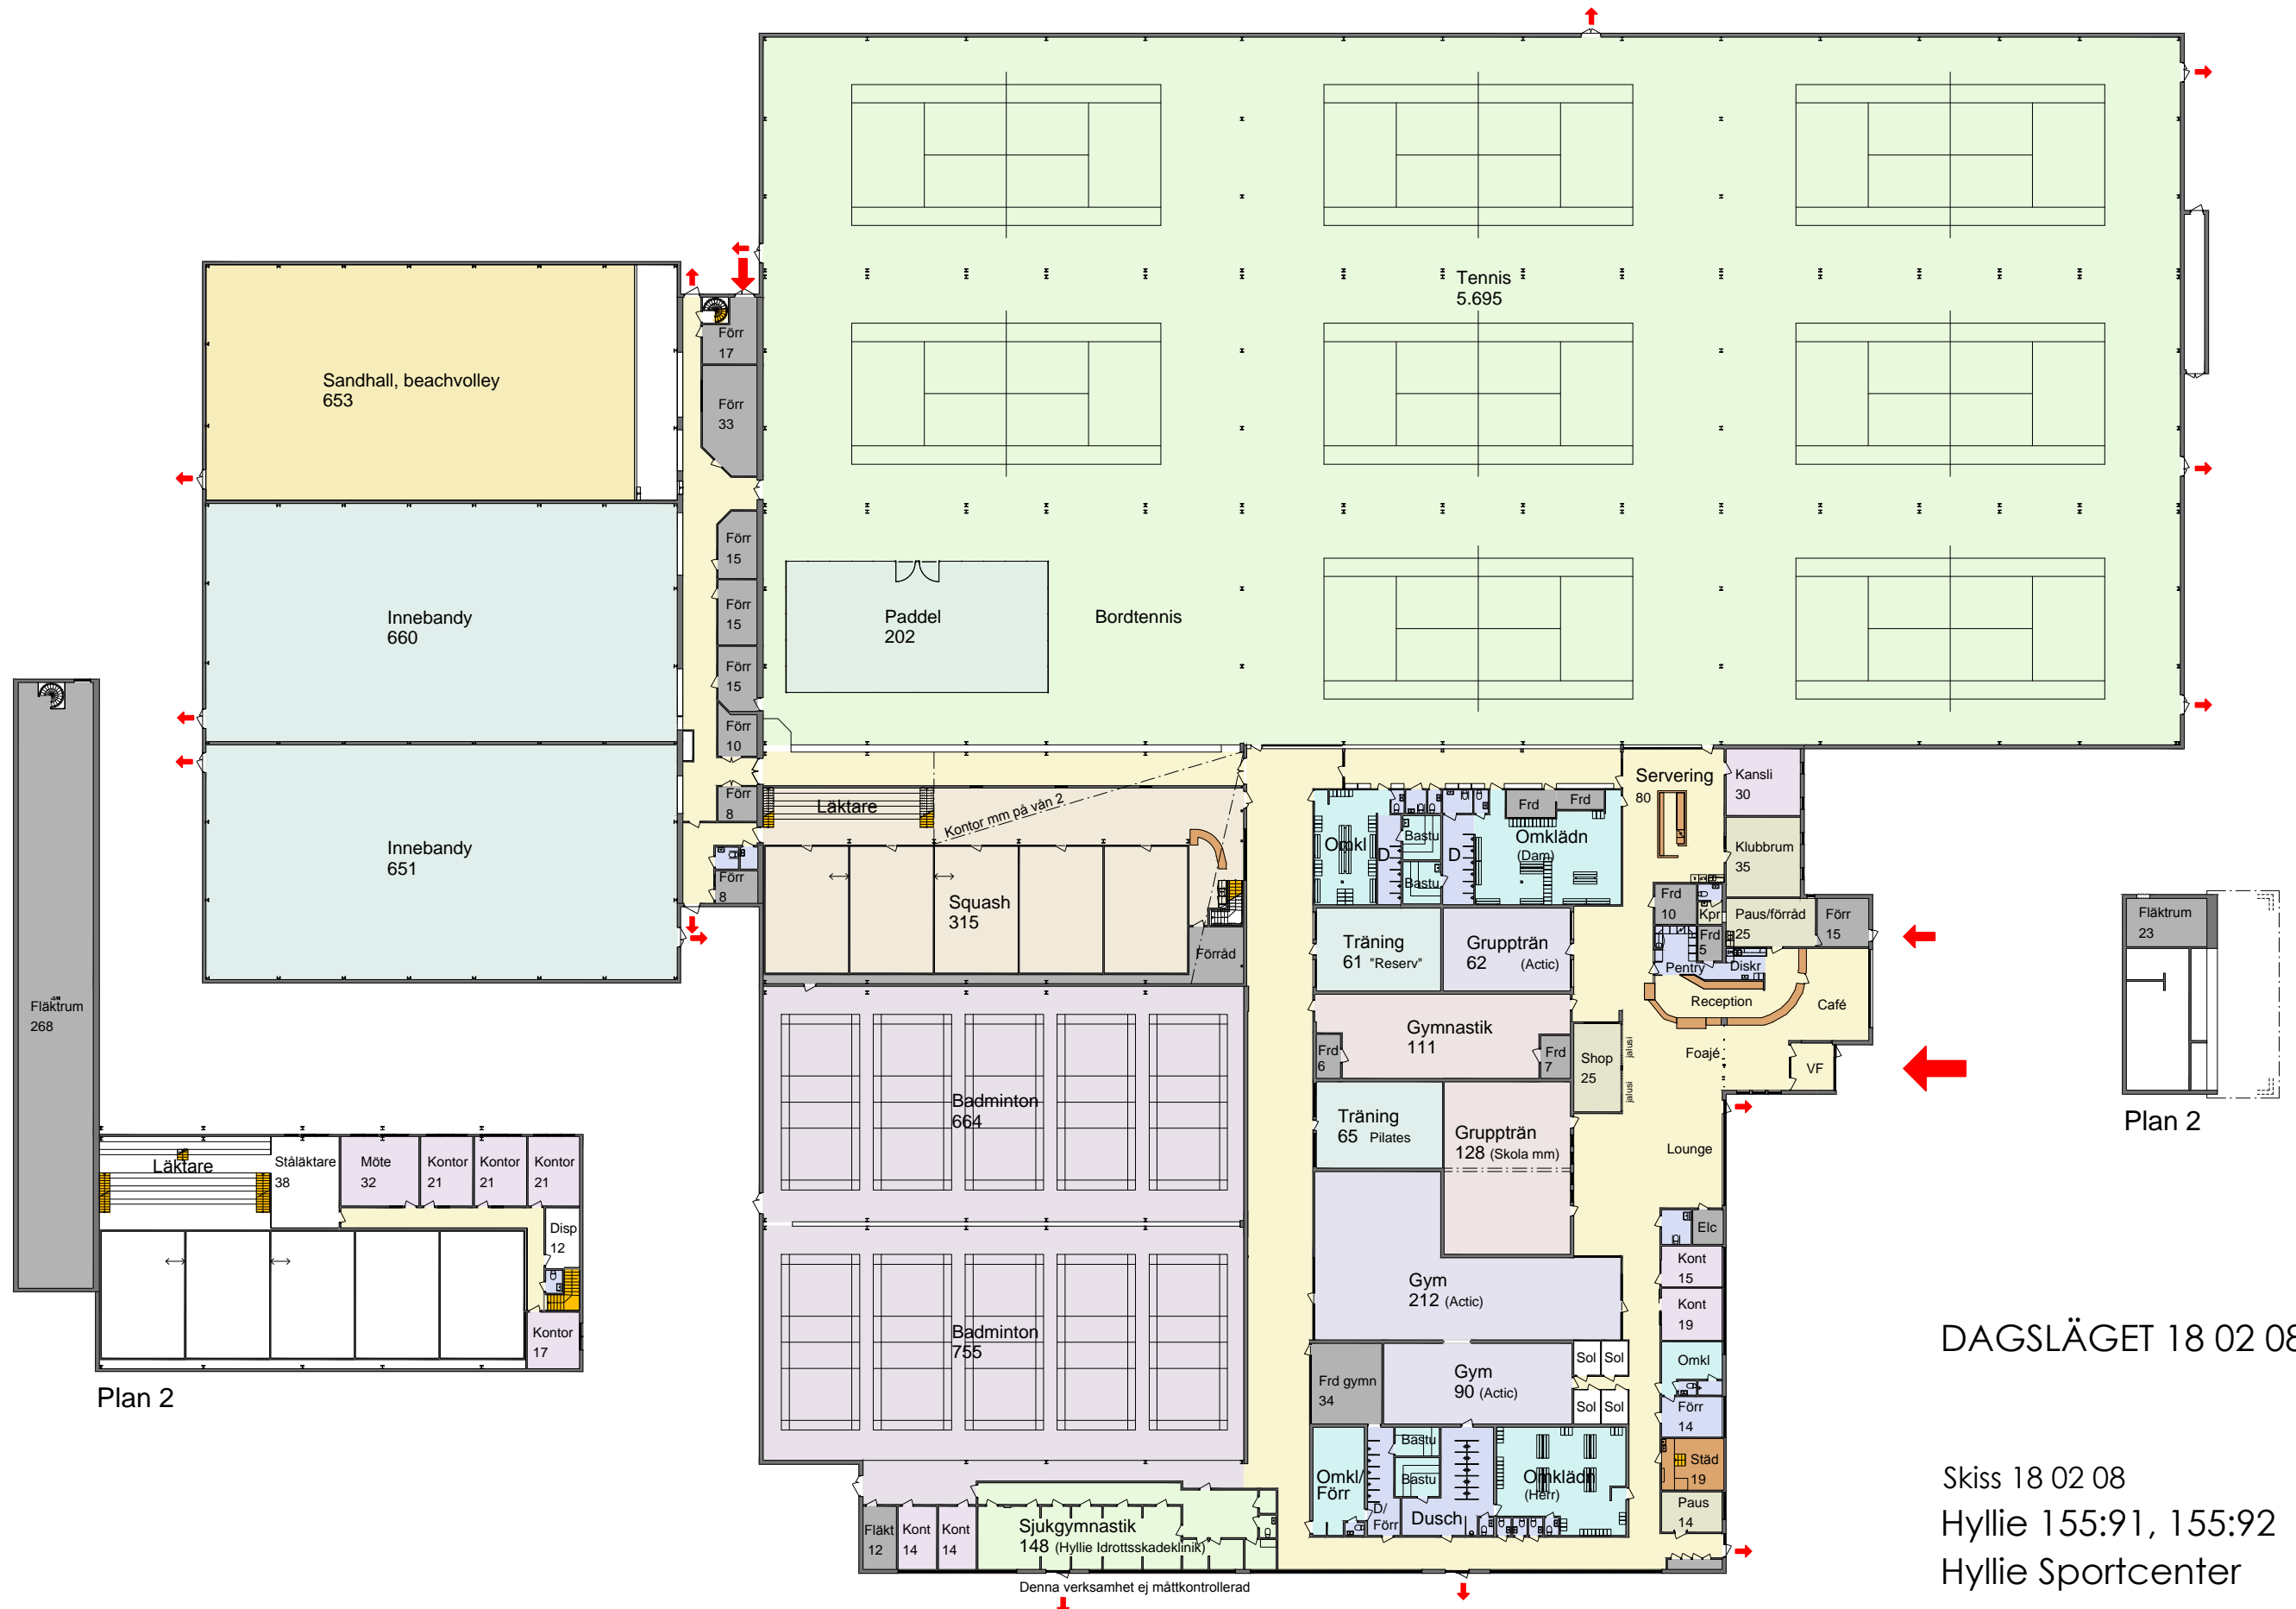 Tennis
5.695
Sandhall, beachvolley
653
Förr
17
Förr
33
Innebandy
660
Förr
15
Förr
15
Förr
15
Förr
10
Paddel
202
Bordtennis
Innebandy
651
Förr
8
Förr
8
Läktare
Kontor mm på vån 2
Squash
315
Förråd
Omkl
D
Bastu
Bastu
D
Frd
Frd
Omklädn
(Dam)
Servering
80
Kansli
30
Klubbrum
35
Frd
10
Kpr
Frd
5
Paus/förråd
25
Förr
15
Pentry
Diskr
Reception
Café
Foajé
VF
Träning
61 "Reserv"
Gruppträn
62 (Actic)
Gymnastik
111
Frd
6
Frd
7
Shop
25
jalusi
jalusi
Träning
65 Pilates
Gruppträn
128 (Skola mm)
Lounge
Badminton
664
Badminton
755
Gym
212 (Actic)
Elc
Kont
15
Kont
19
Omkl
Förr
14
Städ
19
Paus
14
Frd gymn
34
Gym
90 (Actic)
Sol
Sol
Sol
Sol
Omkl/
Förr
Bastu
Bastu
D/
Förr
Dusch
Omklädn
(Herr)
Fläkt
12
Kont
14
Kont
14
Sjukgymnastik
148 (Hyllie Idrottsskadeklinik)
Denna verksamhet ej måttkontrollerad
Fläktrum
268
Läktare
Ståläktare
38
Möte
32
Kontor
21
Kontor
21
Kontor
21
Disp
12
Kontor
17
Plan 2
Fläktrum
23
Plan 2
DAGSLÄGET 18 02 08
Skiss 18 02 08
Hyllie 155:91, 155:92
Hyllie Sportcenter